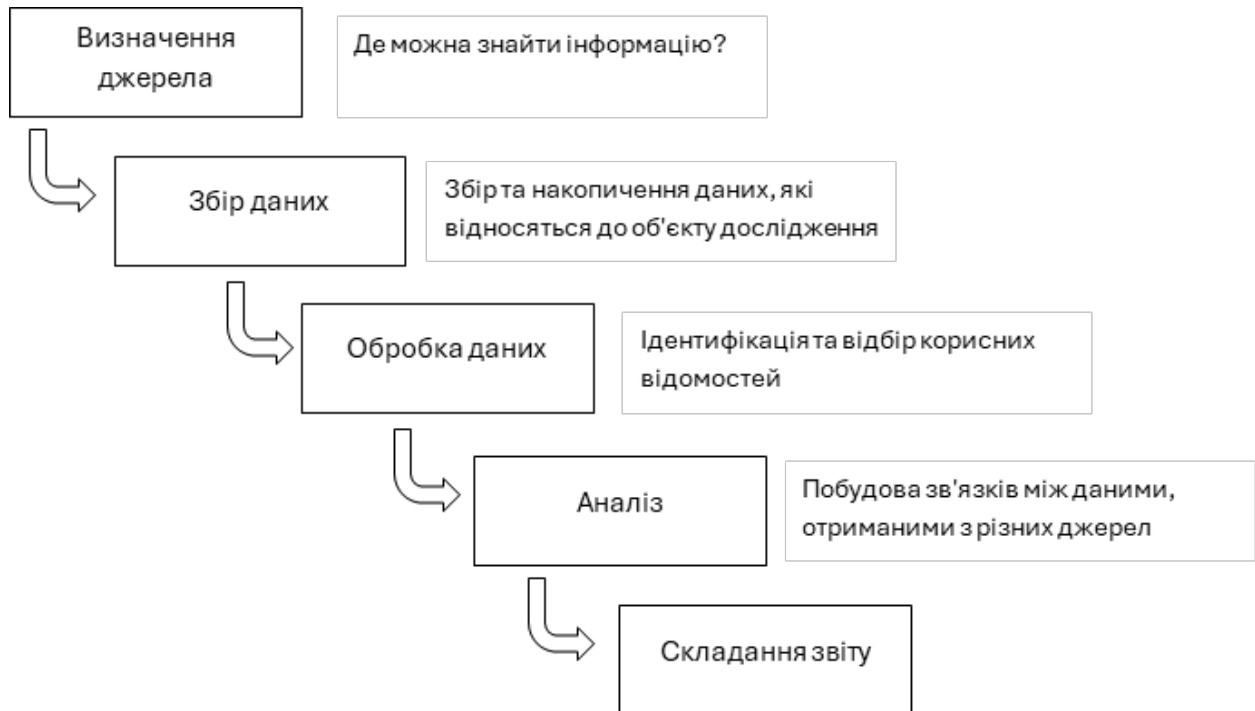 Визначення
джерела
Де можна знайти інформацію?
Збір даних
Збір та накопичення даних, які
відносяться до об'єкту дослідження
Обробка даних
Ідентифікація та відбір корисних
відомостей
Аналіз
Побудова зв'язків між даними,
отриманими з різних джерел
Складання звіту